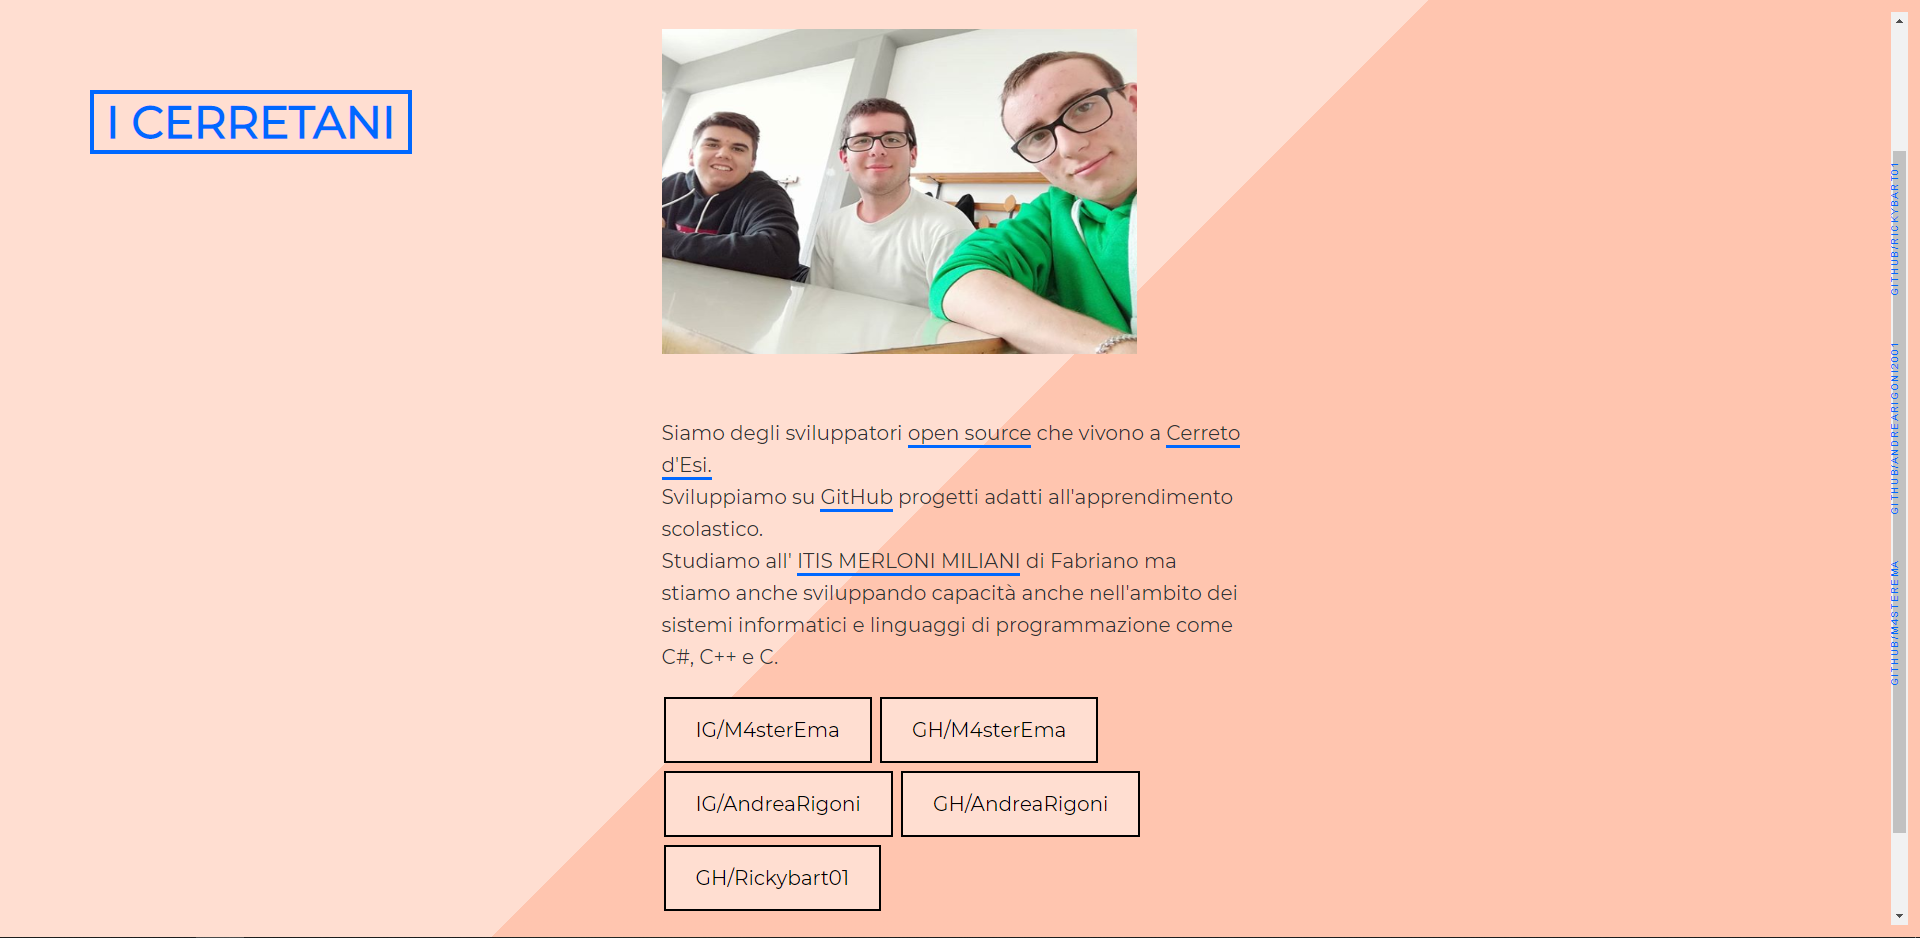 I CERRETANI
Siamo degli sviluppatori open source che vivono a Cerreto
d'Esi.
Sviluppiamo su GitHub progetti adatti all'apprendimento
scolastico.
Studiamo all' ITIS MERLONI MILIANI di Fabriano ma
stiamo anche sviluppando capacità anche nell'ambito dei
sistemi informatici e linguaggi di programmazione come
C#, C++ e C.
IG/M4sterEma
GH/M4sterEma
IG/AndreaRigoni
GH/AndreaRigoni
GH/Rickybart01
GITHUB/RICKYBART01
GITHUB/ANDREARIGONI2001
GITHUB/M4STEREMA